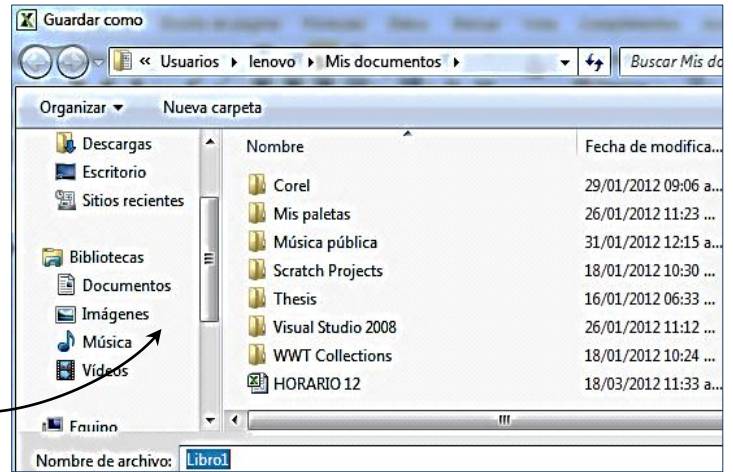 Guardar como
« Usuarios ▸ lenovo ▸ Mis documentos ▸ Buscar Mis do
Organizar Nueva carpeta
Descargas
Escritorio
Sitios recientes
Bibliotecas
Documentos
Imágenes
Música
Vídeos
Equipo
Nombre Fecha de modifica...
Corel 29/01/2012 09:06 a...
Mis paletas 26/01/2012 11:23 ...
Música pública 31/01/2012 12:15 a...
Scratch Projects 18/01/2012 10:30 ...
Thesis 16/01/2012 06:33 ...
Visual Studio 2008 26/01/2012 11:12 ...
WWT Collections 18/01/2012 10:24 ...
HORARIO 12 18/03/2012 11:33 a...
Nombre de archivo: Libro1